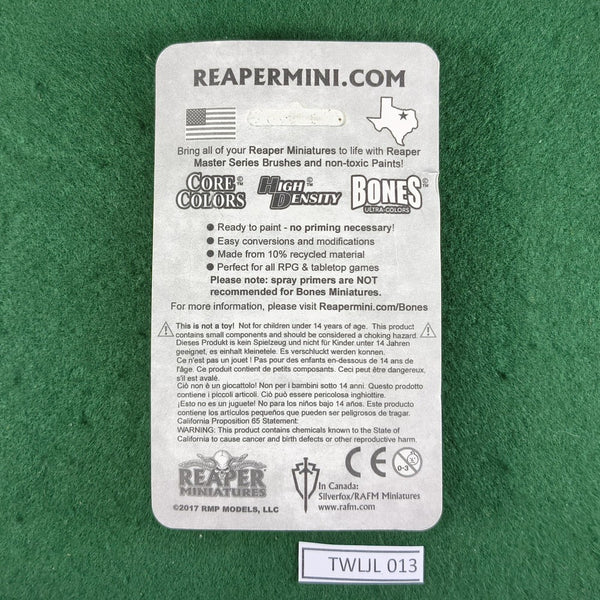 REAPERMINI.COM
Bring all of your Reaper Miniatures to life with Reaper
Master Series Brushes and non-toxic Paints!
CORE COLORS
HIGH DENSITY
BONES
ULTRA-COLORS
● Ready to paint - no priming necessary!
● Easy conversions and modifications
● Made from 10% recycled material
● Perfect for all RPG & tabletop games
Please note: spray primers are NOT
recommended for Bones Miniatures.
For more information, please visit Reapermini.com/Bones
This is not a toy! Not for children under 14 years of age. This product
contains small components and should be considered a choking hazard.
Dieses Produkt is kein Spielzeug und nicht für Kinder unter 14 Jahren
geeignet, es einhalt kleinetele. Es verschluckt werden konnen.
Ce n'est pas un jouet ! Pas pour des enfants en-dessous de 14 ans de
l'âge. Ce produit contient de petits composants. Ceci peut être dangereux,
s'il est avalé.
Ciò non è un giocattolo! Non per i bambini sotto 14 anni. Questo prodotto
contiene i piccoli articoli. Ciò può essere pericolosa inghiottire.
¡Esto no es un juguete! No para los niños bajo 14 años. Este producto
contiene los artículos pequeños que pueden ser peligrosos de tragar.
California Proposition 65 Statement:
WARNING: This product contains chemicals known to the State of
California to cause cancer and birth defects or other reproductive harm.
REAPER
MINIATURES
©2017 RMP MODELS, LLC
In Canada:
Silverfox/RAFM Miniatures
www.rafm.com
CE
0-3
TWLJL 013